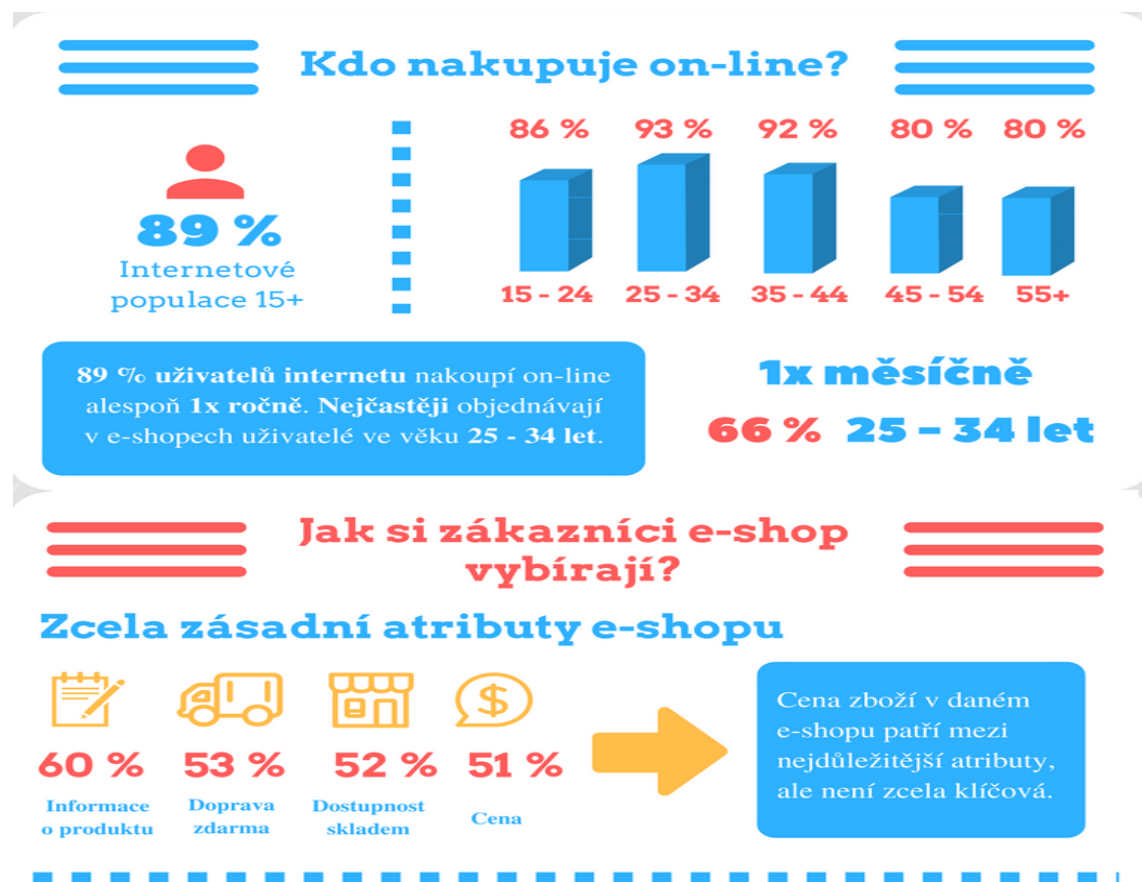 Kdo nakupuje on-line?
89 %
Internetové
populace 15+
86 % 93 % 92 % 80 % 80 %
15 - 24 25 - 34 35 - 44 45 - 54 55+
89 % uživatelů internetu nakoupí on-line
alespoň 1x ročně. Nejčastěji objednávají
v e-shopech uživatelé ve věku 25 - 34 let.
1x měsíčně
66 % 25 – 34 let
Jak si zákazníci e-shop
vybírají?
Zcela zásadní atributy e-shopu
$
60 %
Informace
o produktu
53 %
Doprava
zdarma
52 %
Dostupnost
skladem
51 %
Cena
Cena zboží v daném
e-shopu patří mezi
nejdůležitější atributy,
ale není zcela klíčová.